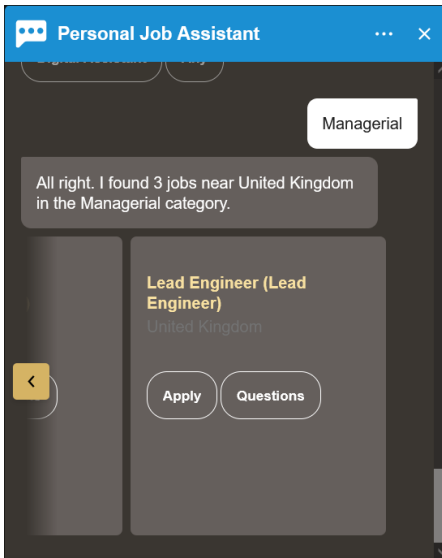 Personal Job Assistant
Managerial
All right. I found 3 jobs near United Kingdom
in the Managerial category.
Lead Engineer (Lead
Engineer)
United Kingdom
Apply
Questions